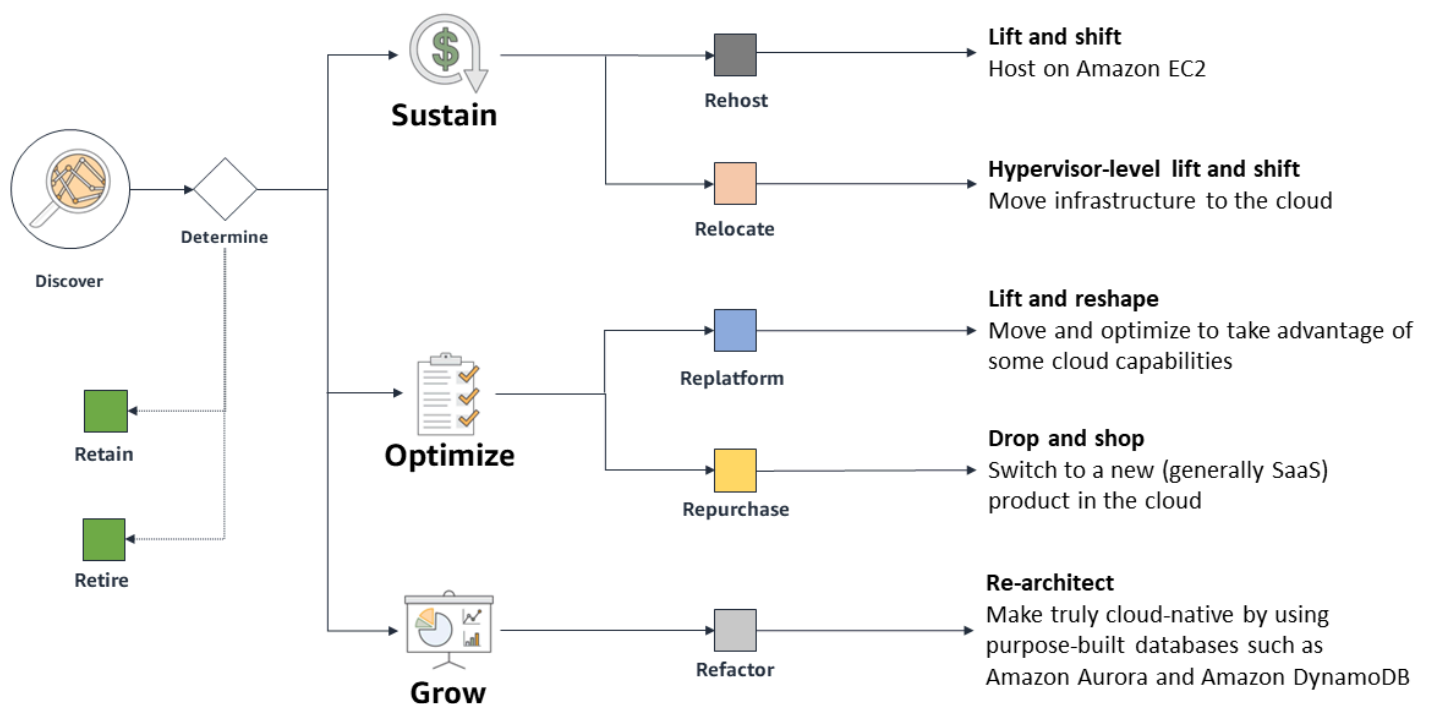 Lift and shift
Host on Amazon EC2
Sustain
Rehost
Hypervisor-level lift and shift
Move infrastructure to the cloud
Relocate
Determine
Discover
Lift and reshape
Move and optimize to take advantage of
some cloud capabilities
Replatform
Optimize
Drop and shop
Switch to a new (generally SaaS)
product in the cloud
Repurchase
Retain
Retire
Re-architect
Make truly cloud-native by using
purpose-built databases such as
Amazon Aurora and Amazon DynamoDB
Refactor
Grow
$